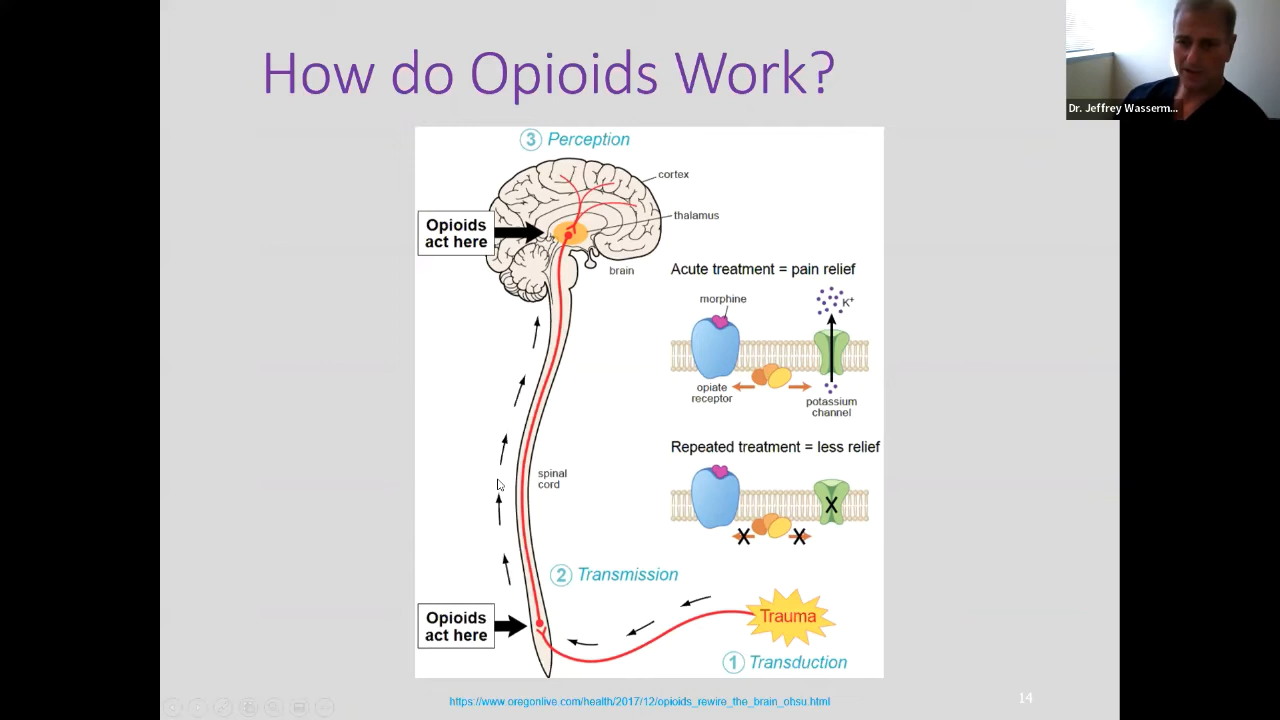 How do Opioids Work?
Dr. Jeffrey Wasserm...
3 Perception
cortex
thalamus
Opioids
act here
brain
Acute treatment = pain relief
morphine
K+
opiate
receptor
potassium
channel
Repeated treatment = less relief
spinal
cord
2 Transmission
Opioids
act here
Trauma
1 Transduction
https://www.oregonlive.com/health/2017/12/opioids_rewire_the_brain_ohsu.html
14